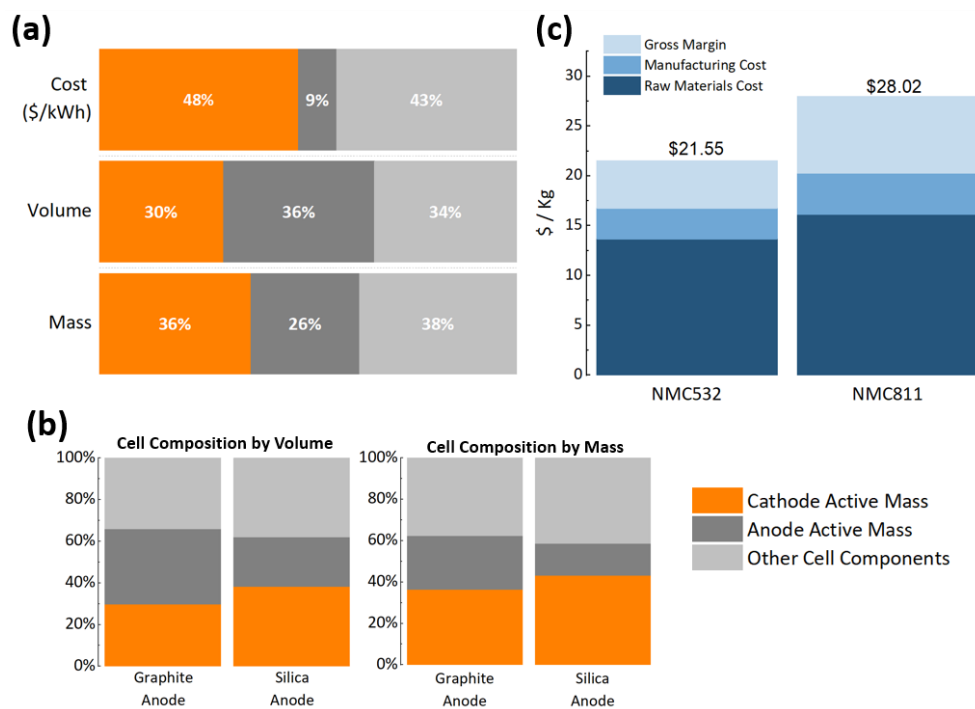 (a)
Cost
($/kWh)
48%
9%
43%
Volume
30%
36%
34%
Mass
36%
26%
38%
(c)
Gross Margin
Manufacturing Cost
Raw Materials Cost
$ / Kg
30
25
20
15
10
5
0
$21.55
$28.02
NMC532
NMC811
(b)
Cell Composition by Volume
100%
80%
60%
40%
20%
0%
Graphite
Anode
Silica
Anode
Cell Composition by Mass
100%
80%
60%
40%
20%
0%
Graphite
Anode
Silica
Anode
Cathode Active Mass
Anode Active Mass
Other Cell Components